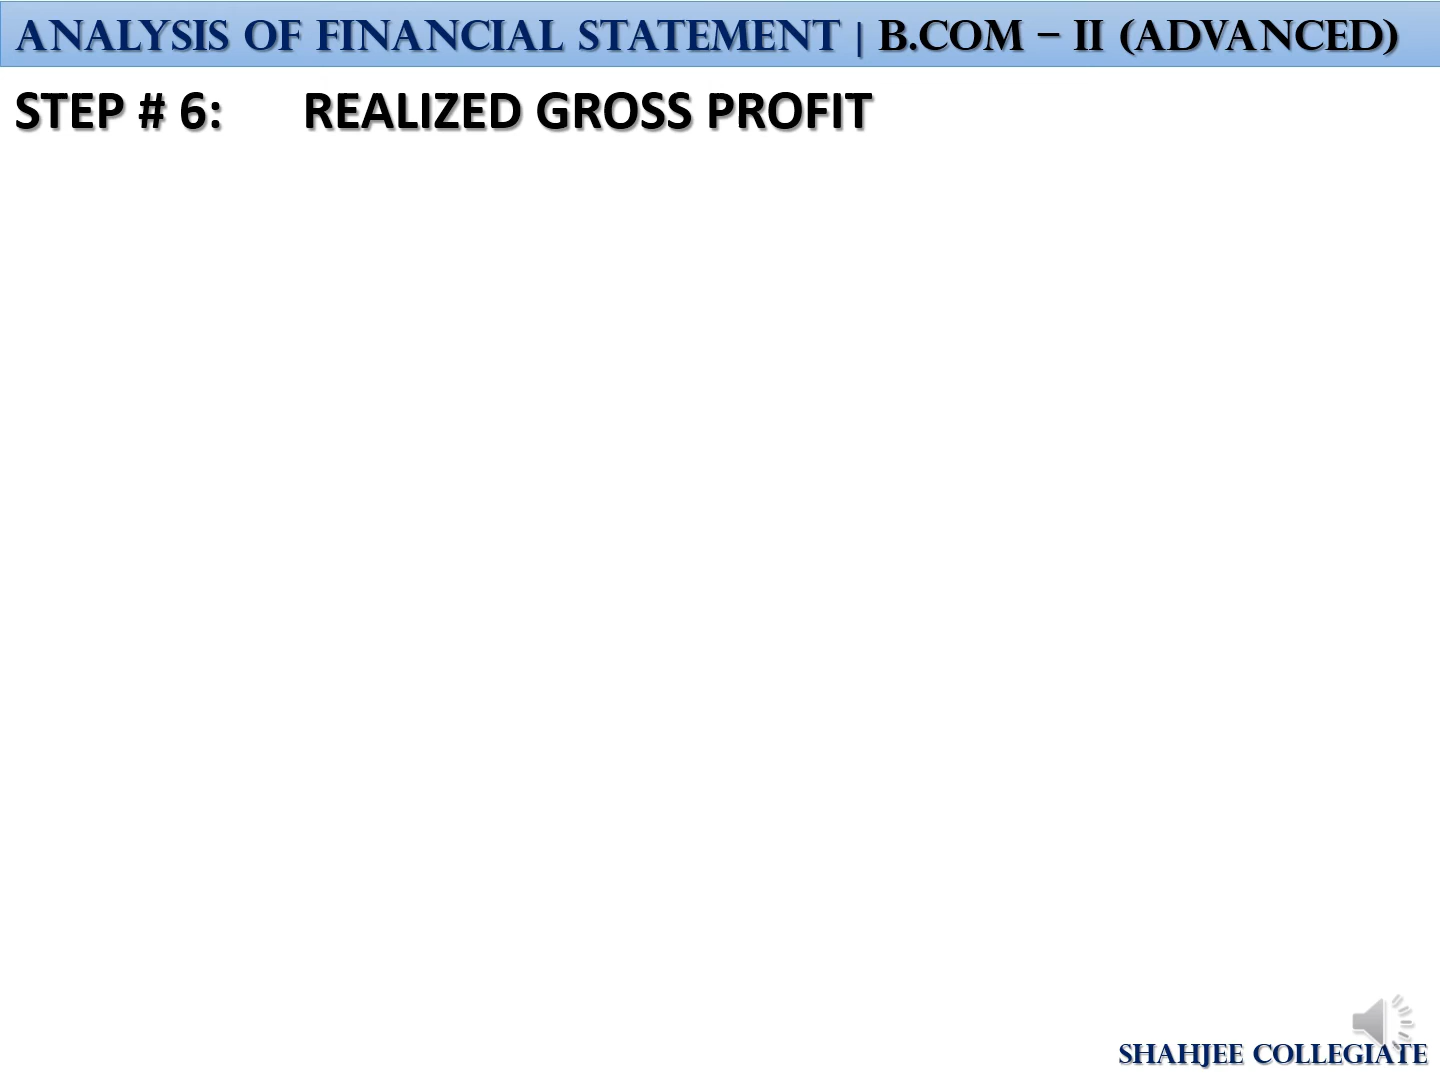 ANALYSIS OF FINANCIAL STATEMENT | B.COM – II (ADVANCED)
STEP # 6: REALIZED GROSS PROFIT
SHAHJEE COLLEGIATE